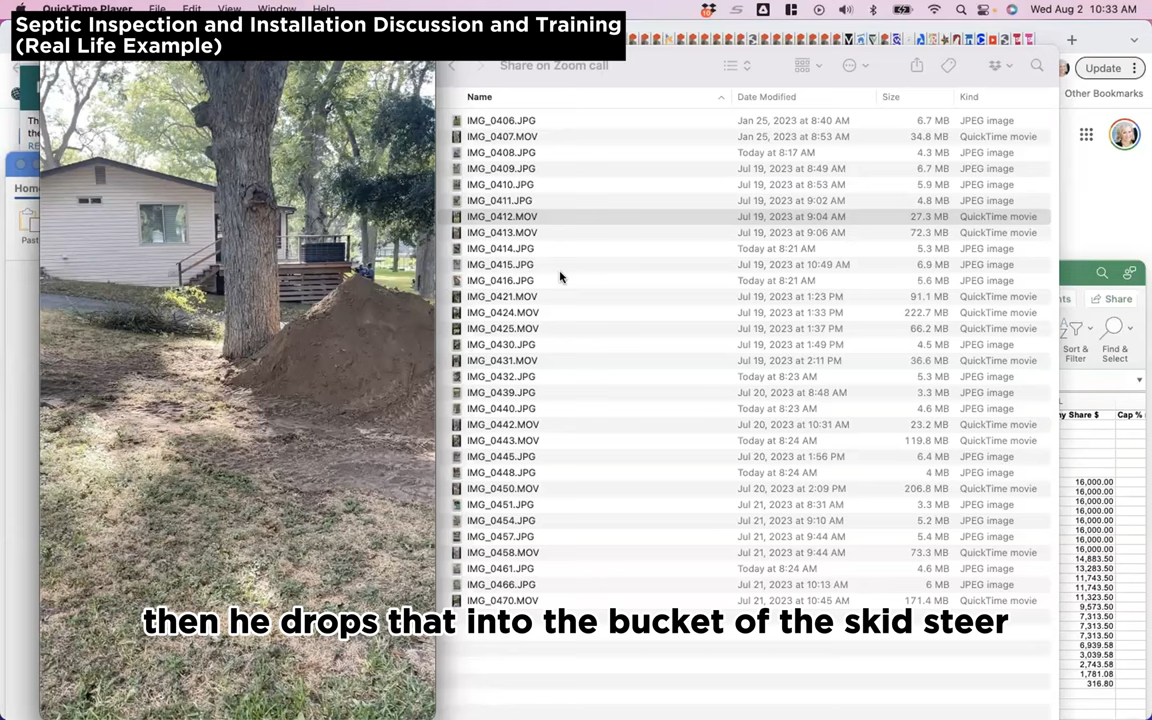 QuickTime Player File Edit View Window Help
Wed Aug 2 10:33 AM
Septic Inspection and Installation Discussion and Training
(Real Life Example)
Share on Zoom call
Update
Other Bookmarks
Name Date Modified Size Kind
IMG_0406.JPG Jan 25, 2023 at 8:40 AM 6.7 MB JPEG image
IMG_0407.MOV Jan 25, 2023 at 8:53 AM 34.8 MB QuickTime movie
IMG_0408.JPG Today at 8:17 AM 4.3 MB JPEG image
IMG_0409.JPG Jul 19, 2023 at 8:49 AM 6.7 MB JPEG image
IMG_0410.JPG Jul 19, 2023 at 8:53 AM 5.9 MB JPEG image
IMG_0411.JPG Jul 19, 2023 at 9:02 AM 4.8 MB JPEG image
IMG_0412.MOV Jul 19, 2023 at 9:04 AM 27.3 MB QuickTime movie
IMG_0413.MOV Jul 19, 2023 at 9:06 AM 72.3 MB QuickTime movie
IMG_0414.JPG Today at 8:21 AM 5.3 MB JPEG image
IMG_0415.JPG Jul 19, 2023 at 10:49 AM 6.9 MB JPEG image
IMG_0416.JPG Today at 8:21 AM 5.6 MB JPEG image
IMG_0421.MOV Jul 19, 2023 at 1:23 PM 91.1 MB QuickTime movie
IMG_0424.MOV Jul 19, 2023 at 1:33 PM 222.7 MB QuickTime movie
IMG_0425.MOV Jul 19, 2023 at 1:37 PM 66.2 MB QuickTime movie
IMG_0430.JPG Jul 19, 2023 at 1:49 PM 4.5 MB JPEG image
IMG_0431.MOV Jul 19, 2023 at 2:11 PM 36.6 MB QuickTime movie
IMG_0432.JPG Today at 8:23 AM 5.3 MB JPEG image
IMG_0439.JPG Jul 20, 2023 at 8:48 AM 3.3 MB JPEG image
IMG_0440.JPG Today at 8:23 AM 4.6 MB JPEG image
IMG_0442.MOV Jul 20, 2023 at 10:31 AM 23.2 MB QuickTime movie
IMG_0443.MOV Today at 8:24 AM 119.8 MB QuickTime movie
IMG_0445.JPG Jul 20, 2023 at 1:56 PM 6.4 MB JPEG image
IMG_0448.JPG Today at 8:24 AM 4 MB JPEG image
IMG_0450.MOV Jul 20, 2023 at 2:09 PM 206.8 MB QuickTime movie
IMG_0451.JPG Jul 21, 2023 at 8:31 AM 3.3 MB JPEG image
IMG_0454.JPG Jul 21, 2023 at 9:10 AM 5.2 MB JPEG image
IMG_0457.JPG Jul 21, 2023 at 9:44 AM 5.4 MB JPEG image
IMG_0458.MOV Jul 21, 2023 at 9:44 AM 73.3 MB QuickTime movie
IMG_0461.JPG Today at 8:24 AM 4.6 MB JPEG image
IMG_0466.JPG Jul 21, 2023 at 10:13 AM 6 MB JPEG image
IMG_0470.MOV Jul 21, 2023 at 10:45 AM 171.4 MB QuickTime movie
then he drops that into the bucket of the skid steer
Th
the
Hom
Past
nts Share
Sort &
Filter
Find &
Select
ny Share $ Cap %
16,000.00
16,000.00
16,000.00
16,000.00
16,000.00
16,000.00
16,000.00
14,883.50
13,283.50
11,743.50
11,743.50
11,323.50
9,573.50
7,313.50
7,313.50
7,313.50
6,939.58
3,039.58
2,743.58
1,781.08
316.80